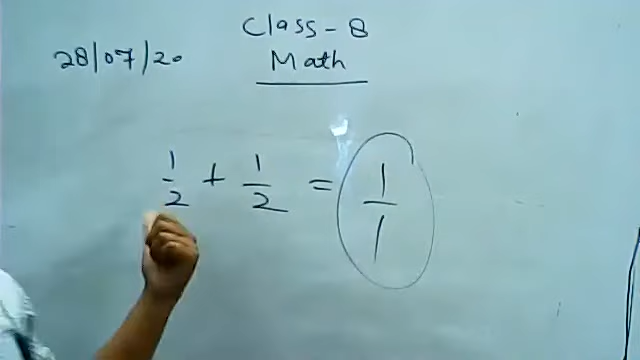 Class - 8
28/07/20
Math
1/2 + 1/2 = 1/1